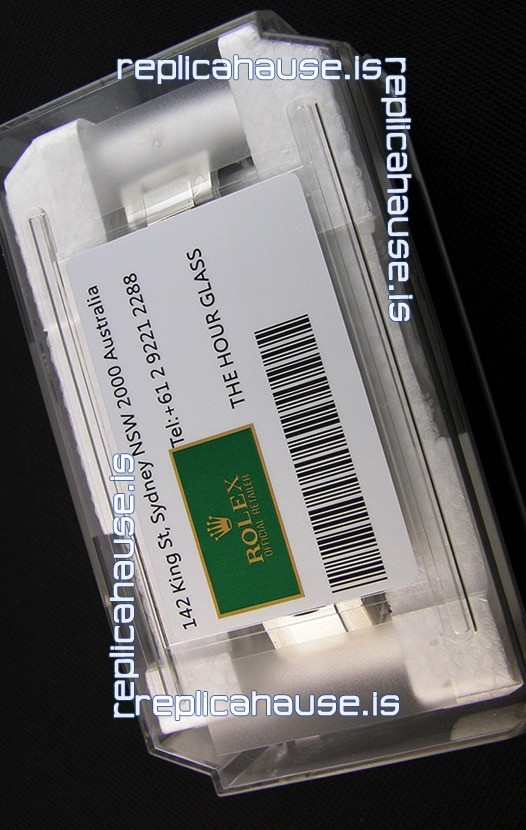 replicahause.is
replicahause.is
142 King St, Sydney NSW 2000 Australia
Tel:+61 2 9221 2288
THE HOUR GLASS
ROLEX
OFFICIAL RETAILER
replicahause.is
replicahause.is